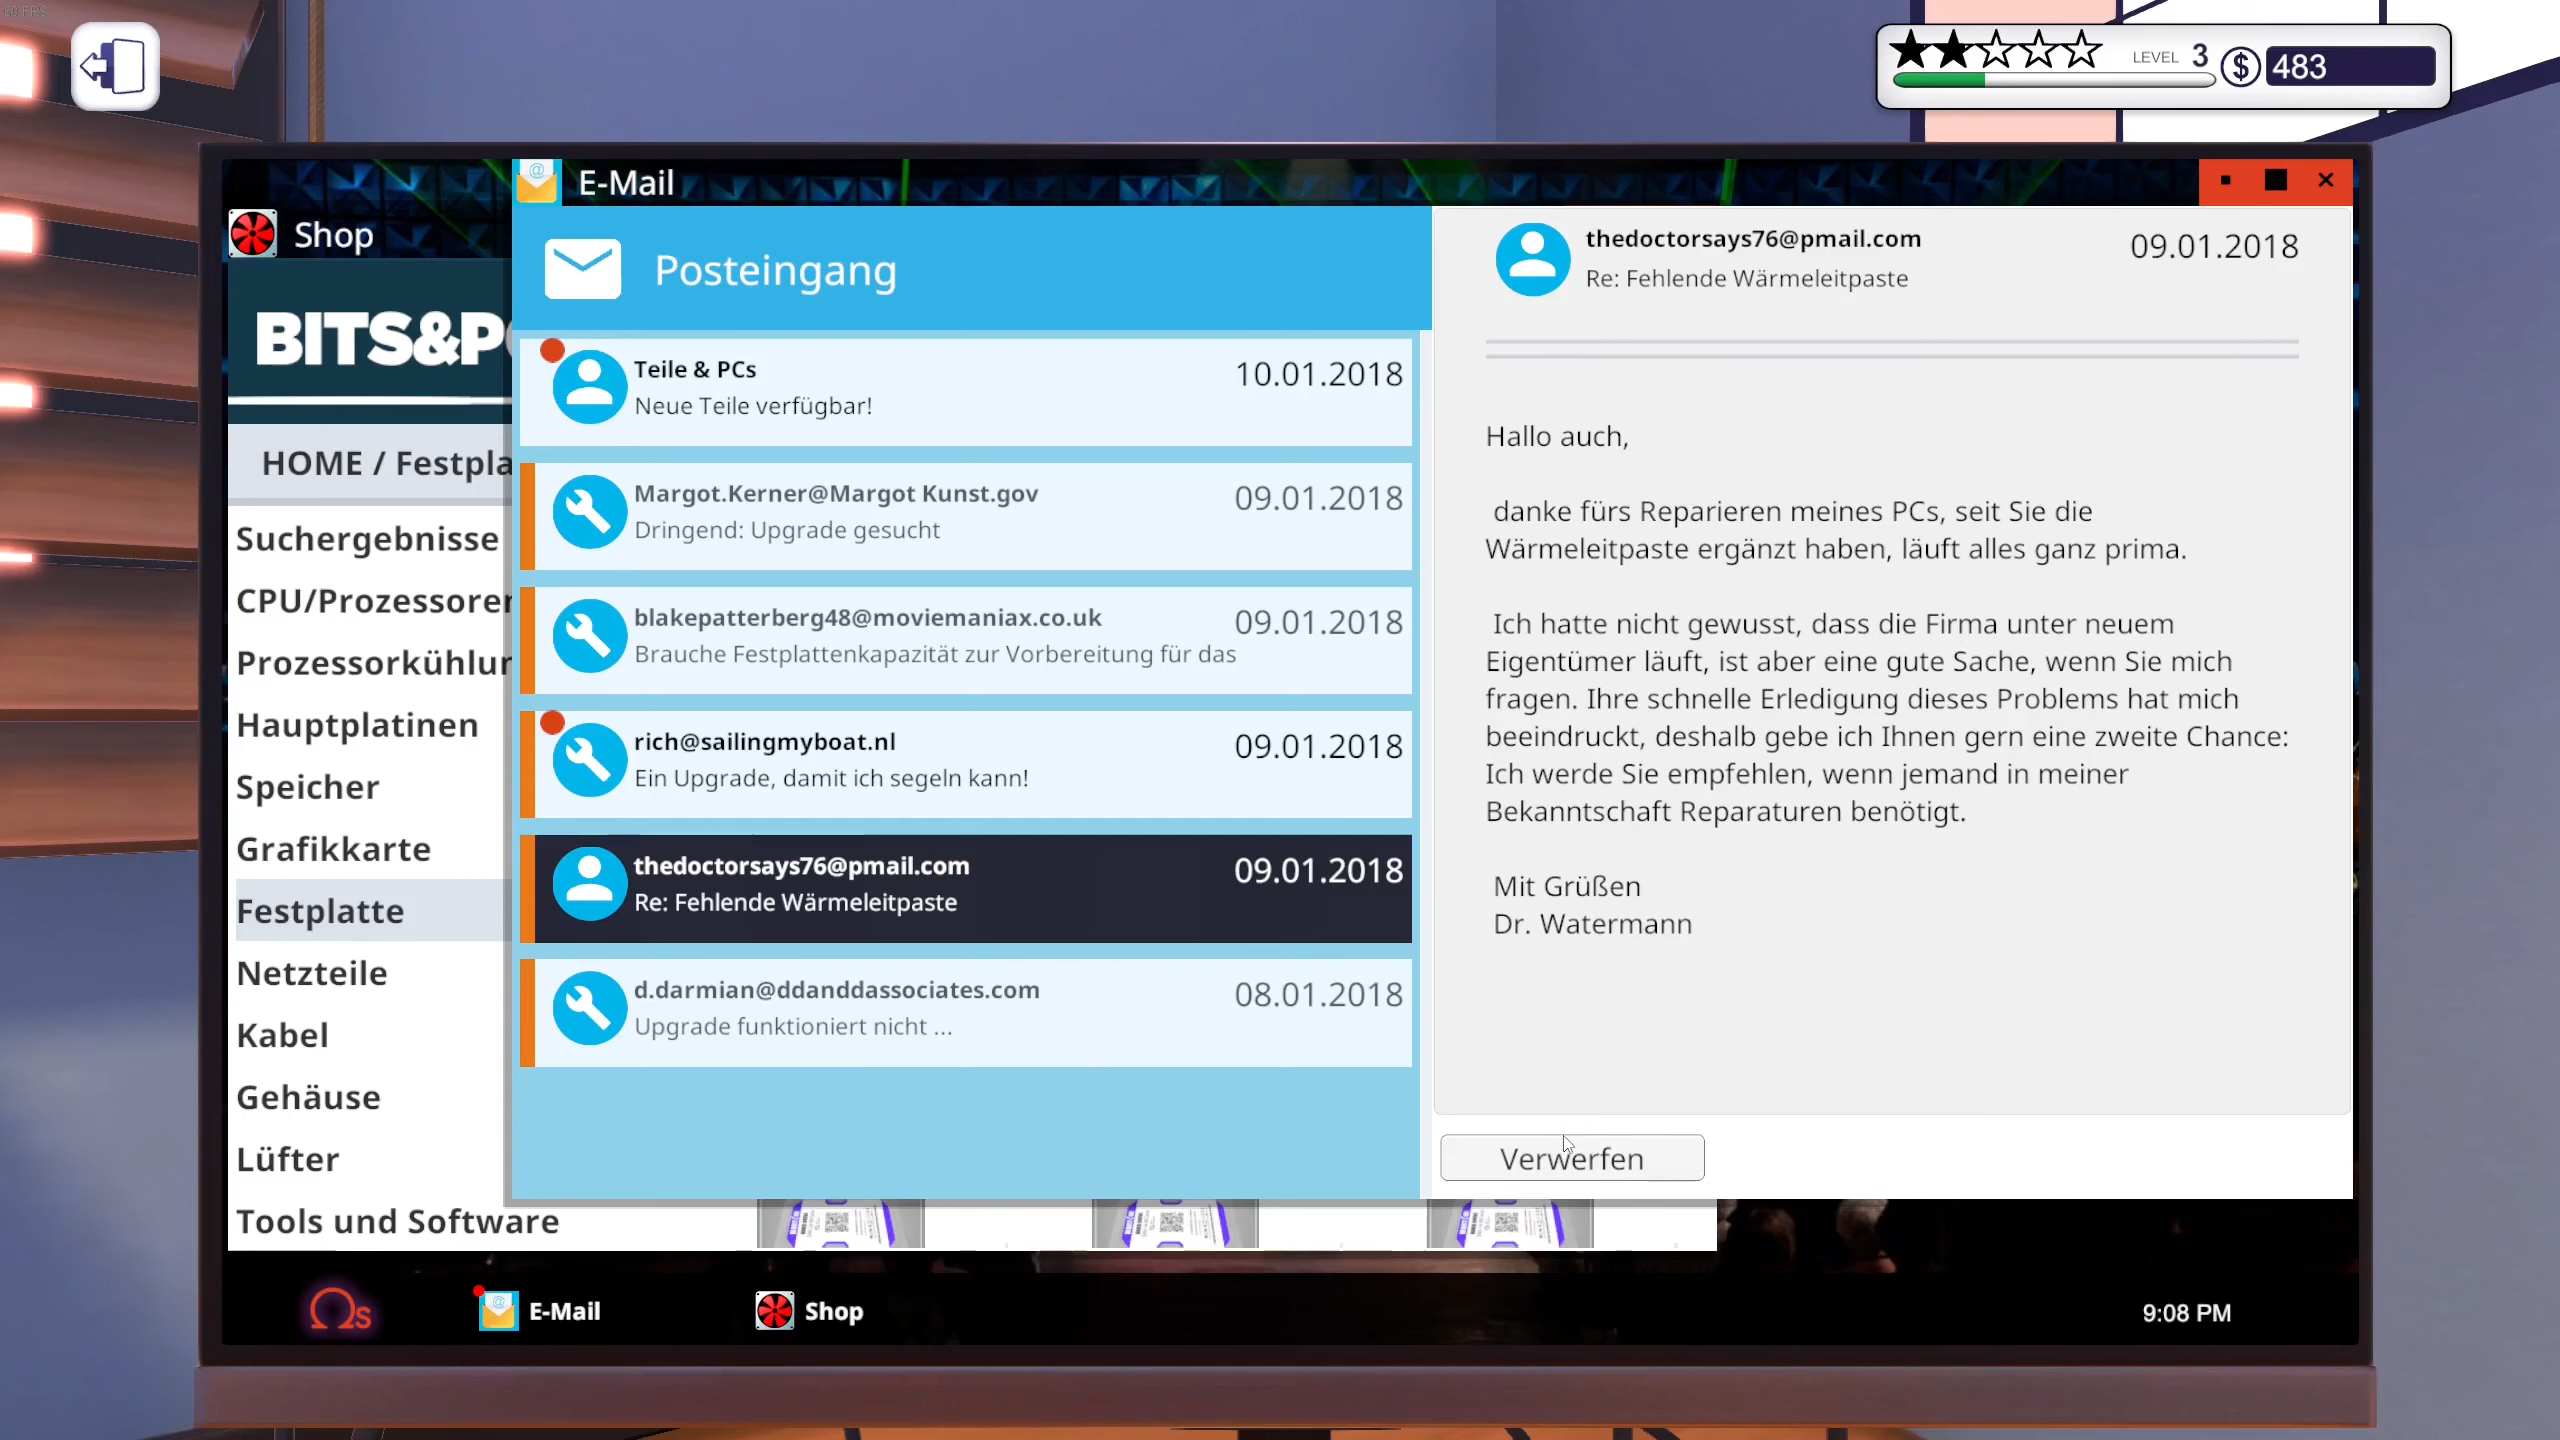 60 FPS
LEVEL 3
$ 483
E-Mail
Shop
BITS&P
HOME / Festpla
Suchergebnisse
CPU/Prozessoren
Prozessorkühlun
Hauptplatinen
Speicher
Grafikkarte
Festplatte
Netzteile
Kabel
Gehäuse
Lüfter
Tools und Software
Posteingang
Teile & PCs
10.01.2018
Neue Teile verfügbar!
Margot.Kerner@Margot Kunst.gov
09.01.2018
Dringend: Upgrade gesucht
blakepatterberg48@moviemaniax.co.uk
09.01.2018
Brauche Festplattenkapazität zur Vorbereitung für das
rich@sailingmyboat.nl
09.01.2018
Ein Upgrade, damit ich segeln kann!
thedoctorsays76@pmail.com
09.01.2018
Re: Fehlende Wärmeleitpaste
d.darmian@ddanddassociates.com
08.01.2018
Upgrade funktioniert nicht ...
thedoctorsays76@pmail.com
09.01.2018
Re: Fehlende Wärmeleitpaste
Hallo auch,
danke fürs Reparieren meines PCs, seit Sie die
Wärmeleitpaste ergänzt haben, läuft alles ganz prima.
Ich hatte nicht gewusst, dass die Firma unter neuem
Eigentümer läuft, ist aber eine gute Sache, wenn Sie mich
fragen. Ihre schnelle Erledigung dieses Problems hat mich
beeindruckt, deshalb gebe ich Ihnen gern eine zweite Chance:
Ich werde Sie empfehlen, wenn jemand in meiner
Bekanntschaft Reparaturen benötigt.
Mit Grüßen
Dr. Watermann
Verwerfen
Ωs
E-Mail
Shop
9:08 PM